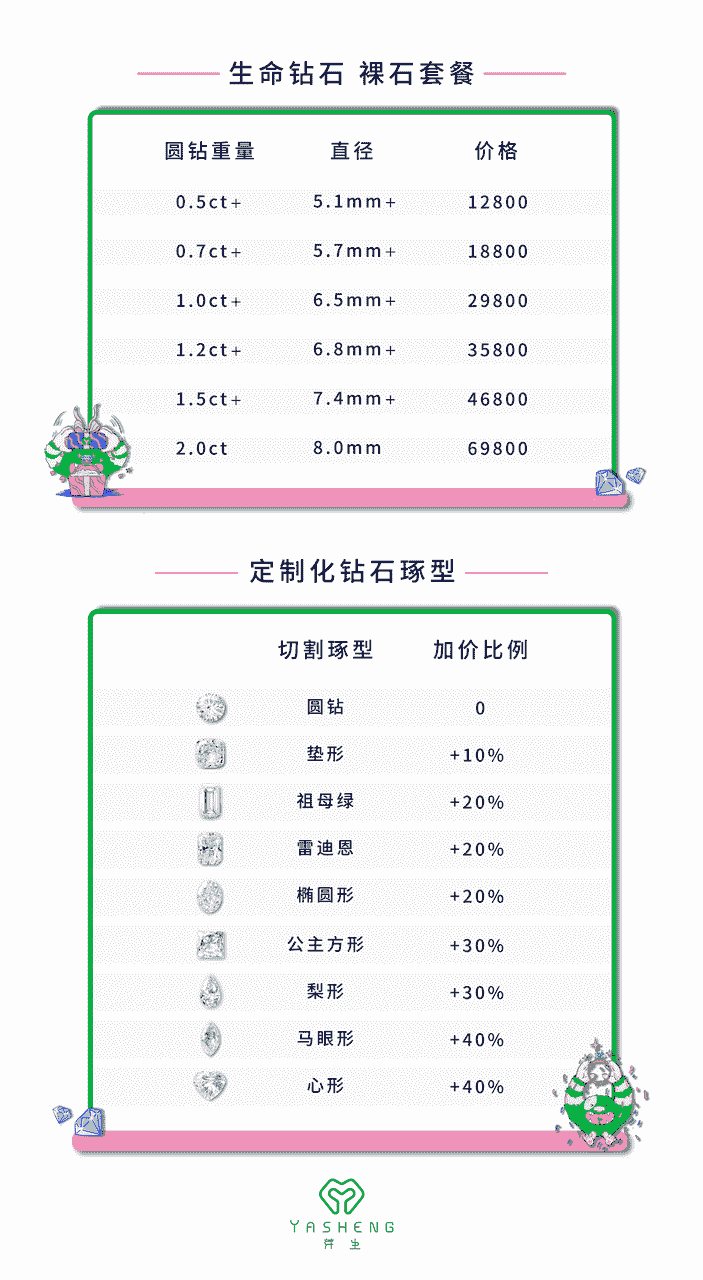 生命钻石 裸石套餐
圆钻重量 直径 价格
0.5ct+ 5.1mm+ 12800
0.7ct+ 5.7mm+ 18800
1.0ct+ 6.5mm+ 29800
1.2ct+ 6.8mm+ 35800
1.5ct+ 7.4mm+ 46800
2.0ct 8.0mm 69800
定制化钻石琢型
切割琢型 加价比例
圆钻 0
垫形 +10%
祖母绿 +20%
雷迪恩 +20%
椭圆形 +20%
公主方形 +30%
梨形 +30%
马眼形 +40%
心形 +40%
YASHENG
芽生